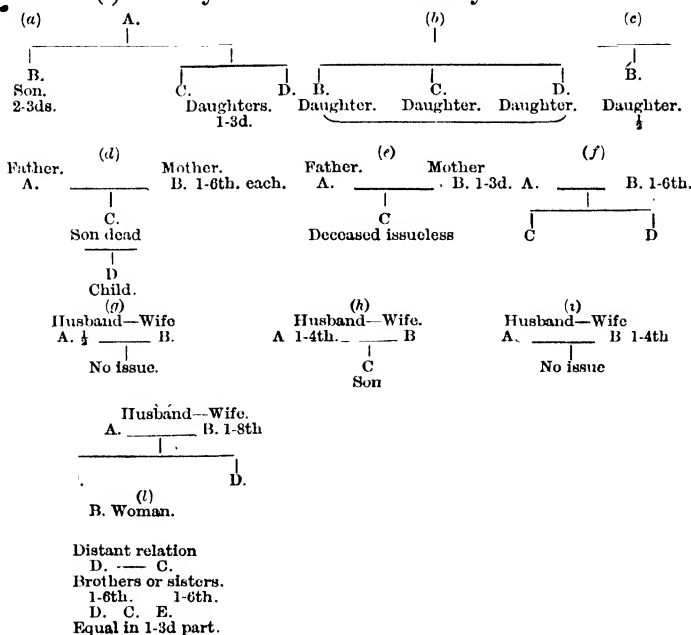 (a) A. (b) (c)
B. C. D. B. C. D. B.
Son. Daughters. Daughter. Daughter. Daughter. Daughter.
2-3ds. 1-3d. ½
(d) (e) (f)
Father. Mother. Father. Mother
A. B. 1-6th. each. A. B. 1-3d. A. B. 1-6th.
C. C C D
Son dead Deceased issueless
D
Child.
(g) (h) (i)
Husband—Wife Husband—Wife. Husband—Wife
A. ½ B. A 1-4th. B A. B 1-4th
No issue. C No issue
Son
Husband—Wife.
A. B. 1-8th
D.
(l)
B. Woman.
Distant relation
D. — C.
Brothers or sisters.
1-6th. 1-6th.
D. C. E.
Equal in 1-3d part.